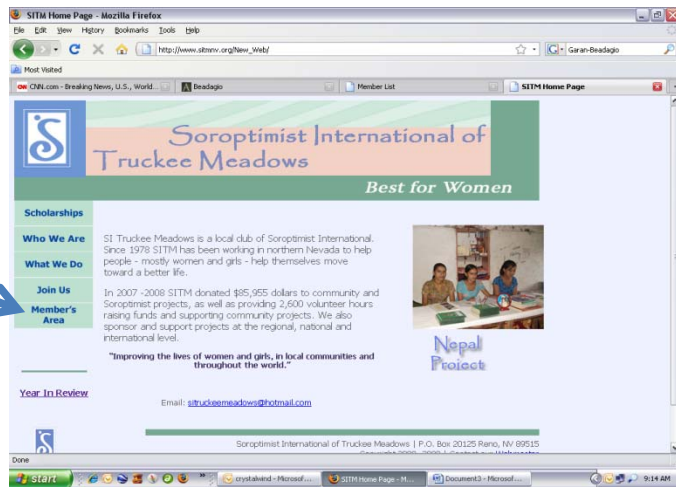 SITM Home Page - Mozilla Firefox
File Edit View History Bookmarks Tools Help
http://www.sitmnv.org/New_Web/
Garan-Beadagio
Most Visited
CNN.com - Breaking News, U.S., World...
Beadagio
Member List
SITM Home Page
Soroptimist International of
Truckee Meadows
Best for Women
Scholarships
Who We Are
What We Do
Join Us
Member's
Area
Year In Review
SI Truckee Meadows is a local club of Soroptimist International.
Since 1978 SITM has been working in northern Nevada to help
people - mostly women and girls - help themselves move
toward a better life.
In 2007 -2008 SITM donated $85,955 dollars to community and
Soroptimist projects, as well as providing 2,600 volunteer hours
raising funds and supporting community projects. We also
sponsor and support projects at the regional, national and
international level.
"Improving the lives of women and girls, in local communities and
throughout the world."
Nepal
Project
Email: sitruckeemeadows@hotmail.com
Soroptimist International of Truckee Meadows | P.O. Box 20125 Reno, NV 89515
Done
start
crystalwind - Microsof...
SITM Home Page - M...
Document3 - Microsof...
9:14 AM